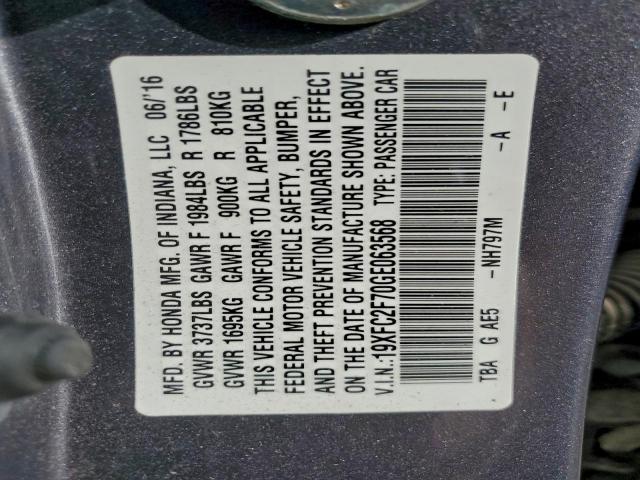 MFD. BY HONDA MFG. OF INDIANA, LLC 06/'16
GVWR 3737LBS GAWR F 1984LBS R 1786LBS
GVWR 1695KG GAWR F 900KG R 810KG
THIS VEHICLE CONFORMS TO ALL APPLICABLE
FEDERAL MOTOR VEHICLE SAFETY, BUMPER,
AND THEFT PREVENTION STANDARDS IN EFFECT
ON THE DATE OF MANUFACTURE SHOWN ABOVE.
V.I.N.:19XFC2F70GE063568 TYPE: PASSENGER CAR
TBA G AE5 -NH797M -A -E